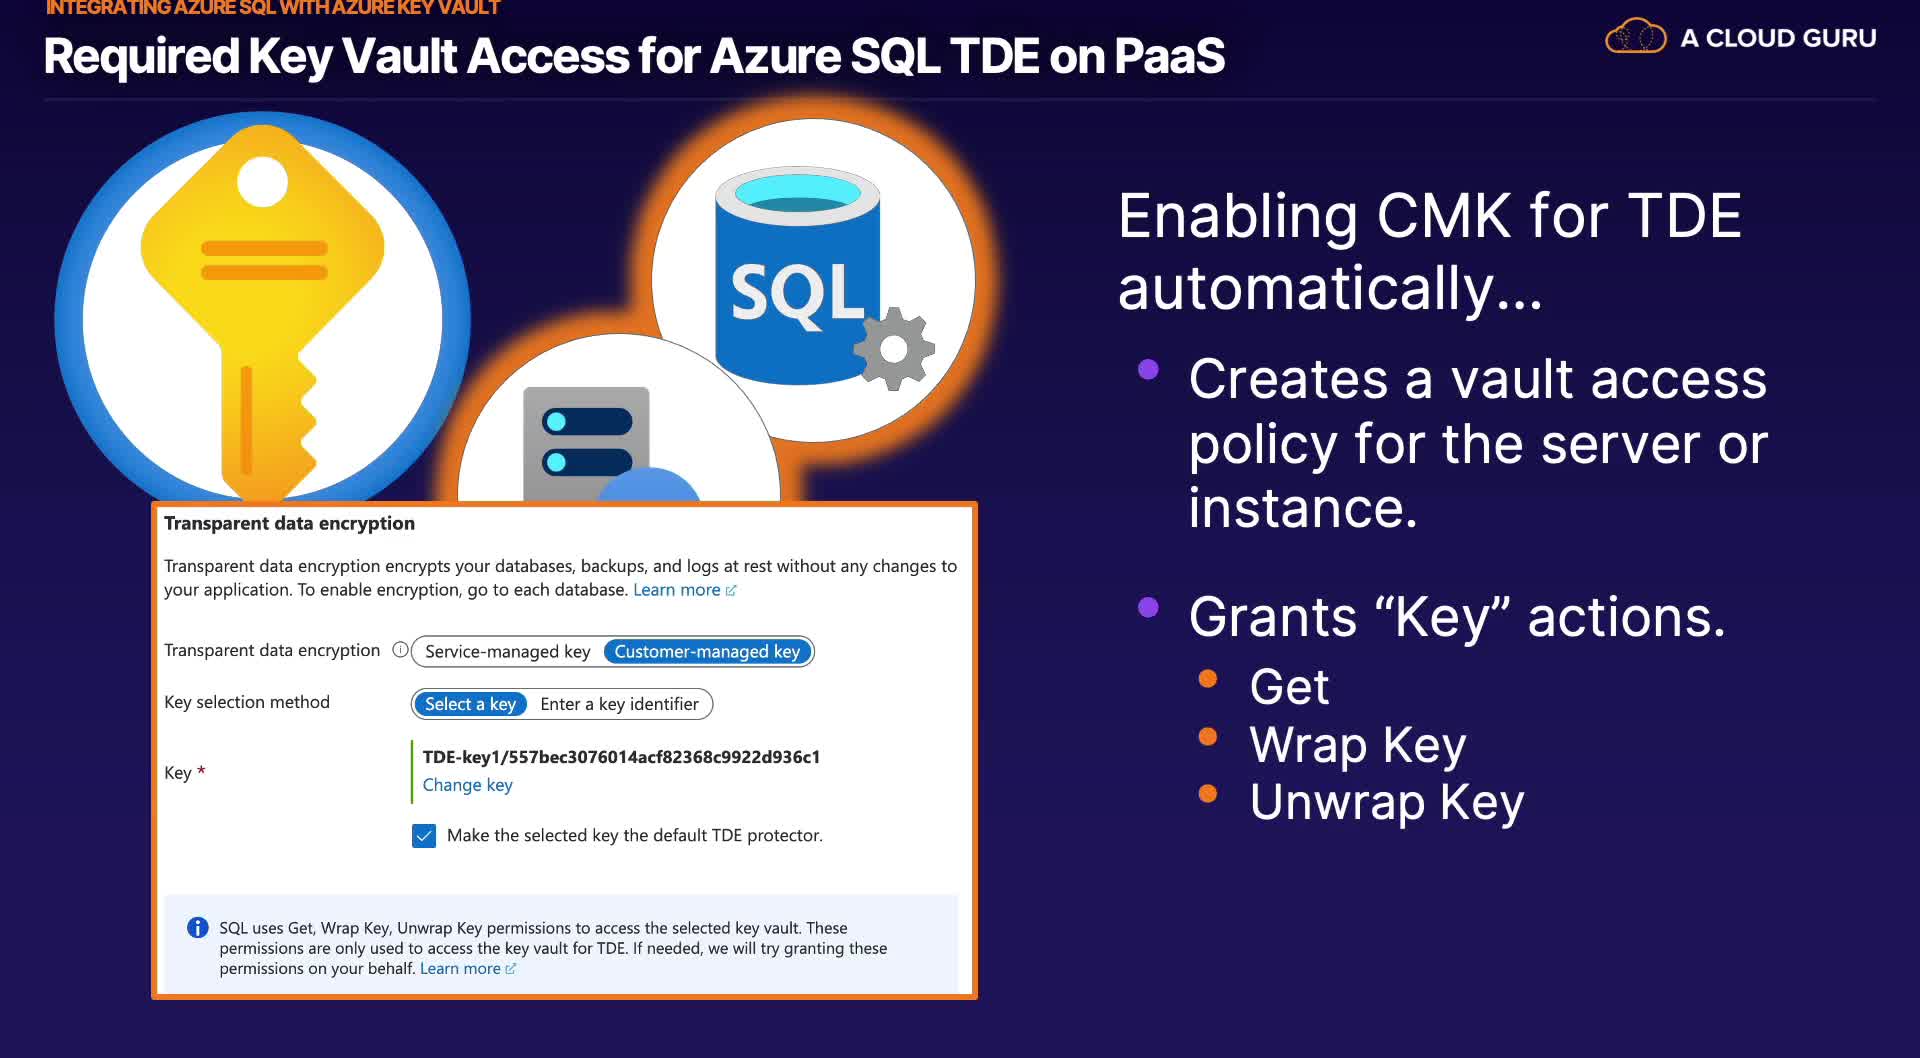 INTEGRATING AZURE SQL WITH AZURE KEY VAULT
Required Key Vault Access for Azure SQL TDE on PaaS
A CLOUD GURU
SQL
Enabling CMK for TDE
automatically...
Creates a vault access
policy for the server or
instance.
Grants “Key” actions.
Get
Wrap Key
Unwrap Key
Transparent data encryption
Transparent data encryption encrypts your databases, backups, and logs at rest without any changes to
your application. To enable encryption, go to each database. Learn more
Transparent data encryption Service-managed key Customer-managed key
Key selection method Select a key Enter a key identifier
Key * TDE-key1/557bec3076014acf82368c9922d936c1
Change key
Make the selected key the default TDE protector.
SQL uses Get, Wrap Key, Unwrap Key permissions to access the selected key vault. These
permissions are only used to access the key vault for TDE. If needed, we will try granting these
permissions on your behalf. Learn more